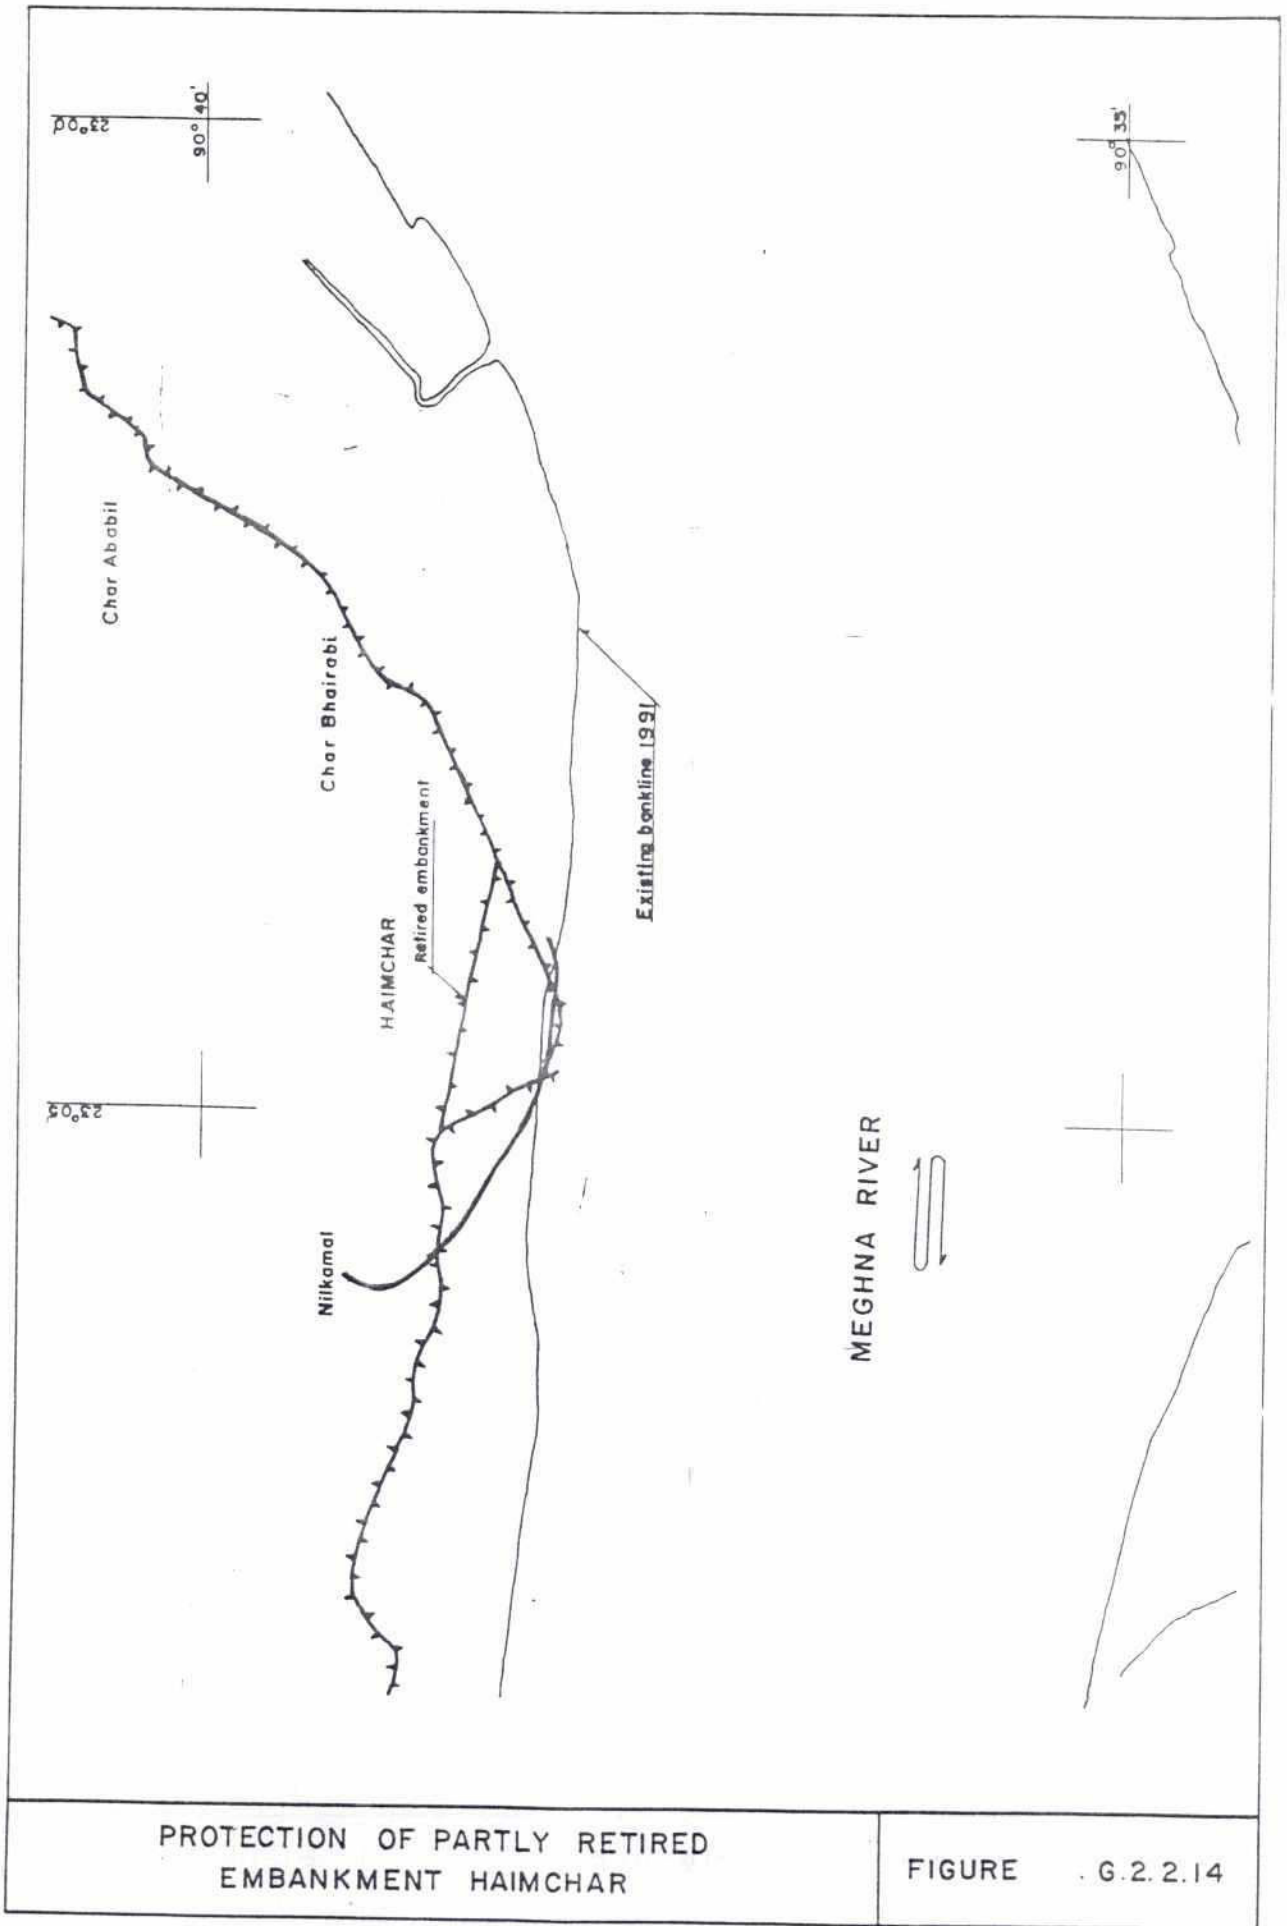 23°00'
90° 40'
90° 35'
Char Ababil
Char Bhairabi
Retired embankment
HAIMCHAR
Existing bankline 1991
23°05'
Nilkamal
MEGHNA RIVER
PROTECTION OF PARTLY RETIRED
EMBANKMENT HAIMCHAR
FIGURE . G.2.2.14